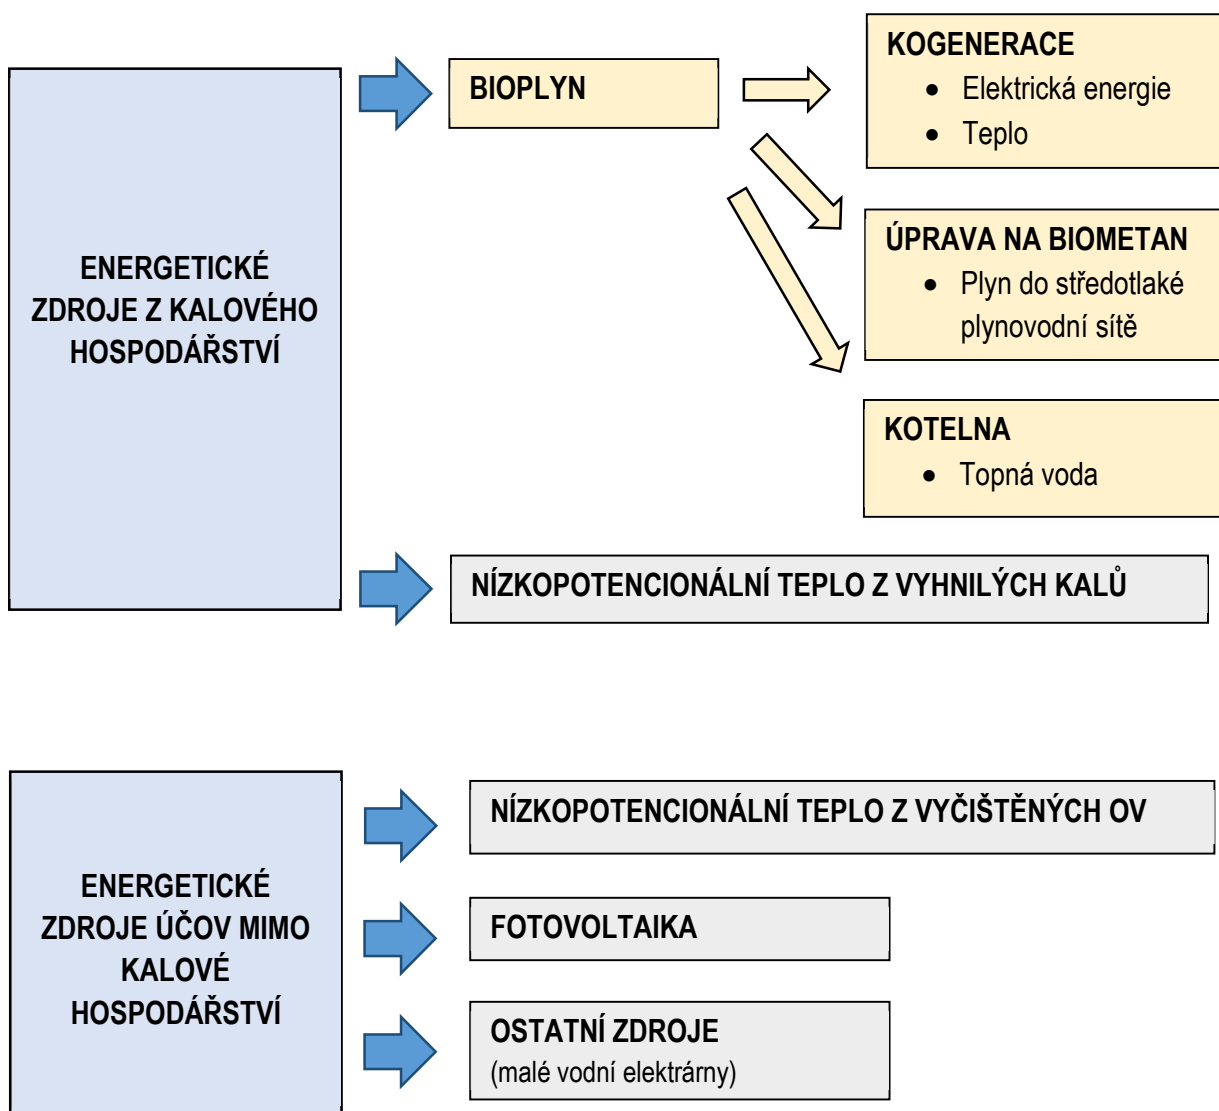 ENERGETICKÉ
ZDROJE Z KALOVÉHO
HOSPODÁŘSTVÍ
BIOPLYN
KOGENERACE
• Elektrická energie
• Teplo
ÚPRAVA NA BIOMETAN
• Plyn do středotlaké
plynovodní sítě
KOTELNA
• Topná voda
NÍZKOPOTENCIONÁLNÍ TEPLO Z VYHNILÝCH KALŮ
ENERGETICKÉ
ZDROJE ÚČOV MIMO
KALOVÉ
HOSPODÁŘSTVÍ
NÍZKOPOTENCIONÁLNÍ TEPLO Z VYČIŠTĚNÝCH OV
FOTOVOLTAIKA
OSTATNÍ ZDROJE
(malé vodní elektrárny)